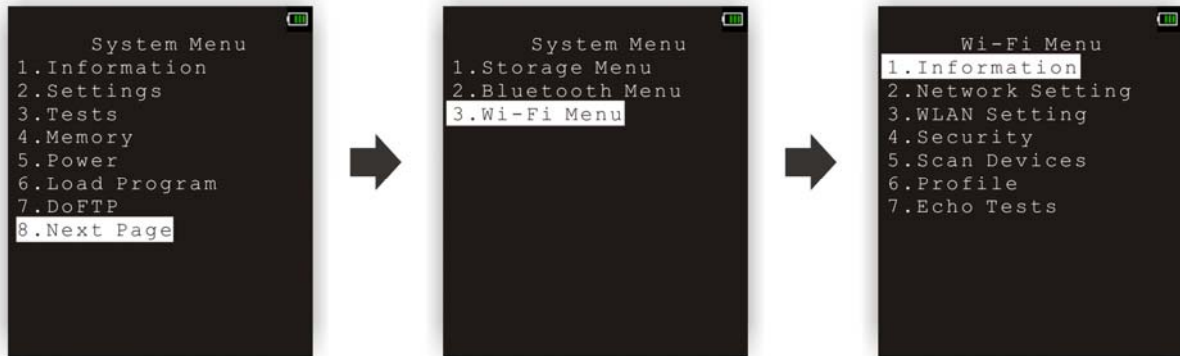 System Menu
1.Information
2.Settings
3.Tests
4.Memory
5.Power
6.Load Program
7.DoFTP
8.Next Page
System Menu
1.Storage Menu
2.Bluetooth Menu
3.Wi-Fi Menu
Wi-Fi Menu
1.Information
2.Network Setting
3.WLAN Setting
4.Security
5.Scan Devices
6.Profile
7.Echo Tests